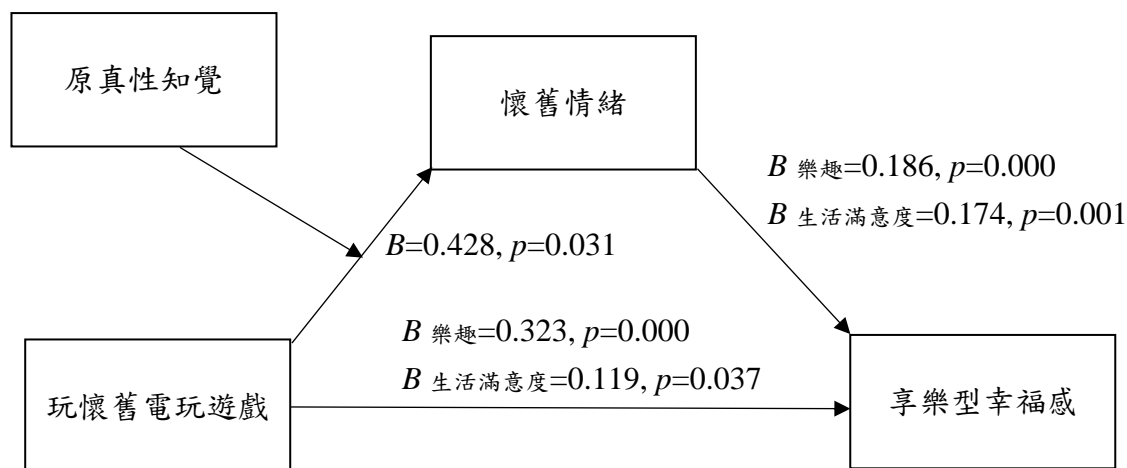 原真性知覺
懷舊情緒
B 樂趣=0.186, p=0.000
B 生活滿意度=0.174, p=0.001
B=0.428, p=0.031
B 樂趣=0.323, p=0.000
B 生活滿意度=0.119, p=0.037
玩懷舊電玩遊戲
享樂型幸福感